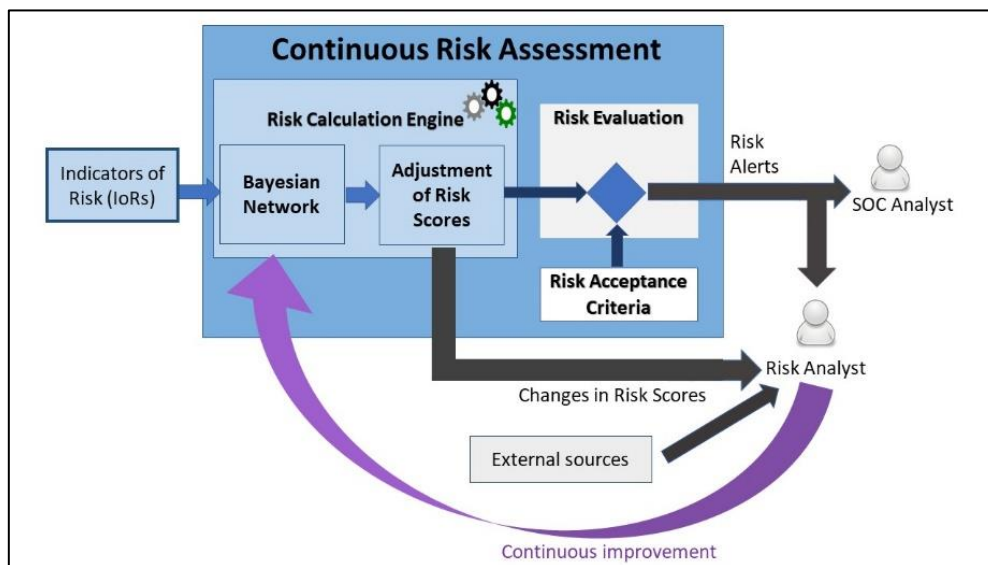 Continuous Risk Assessment
Risk Calculation Engine
Indicators of
Risk (IoRs)
Bayesian
Network
Adjustment
of Risk
Scores
Risk Evaluation
Risk Acceptance
Criteria
Risk
Alerts
SOC Analyst
Risk Analyst
Changes in Risk Scores
External sources
Continuous improvement